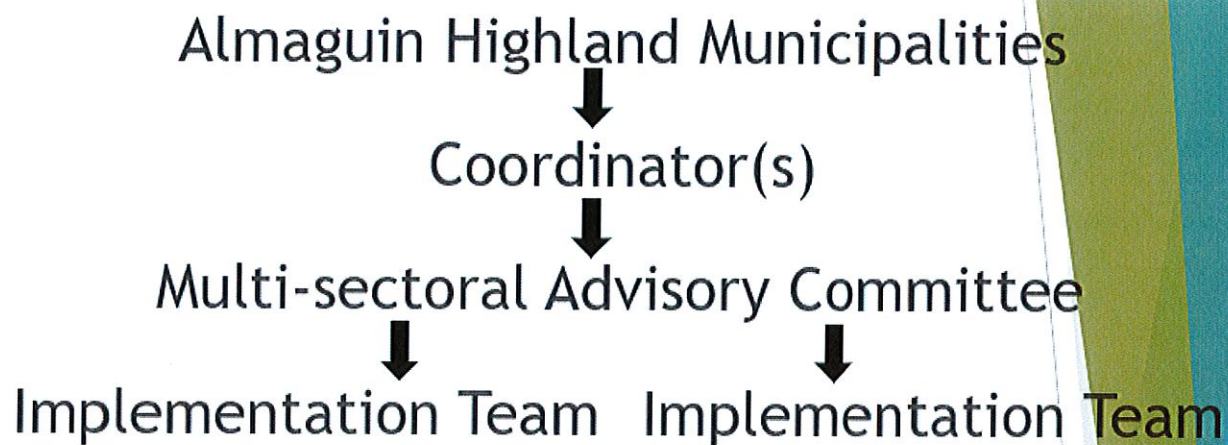 Almaguin Highland Municipalities
Coordinator(s)
Multi-sectoral Advisory Committee
Implementation Team Implementation Team